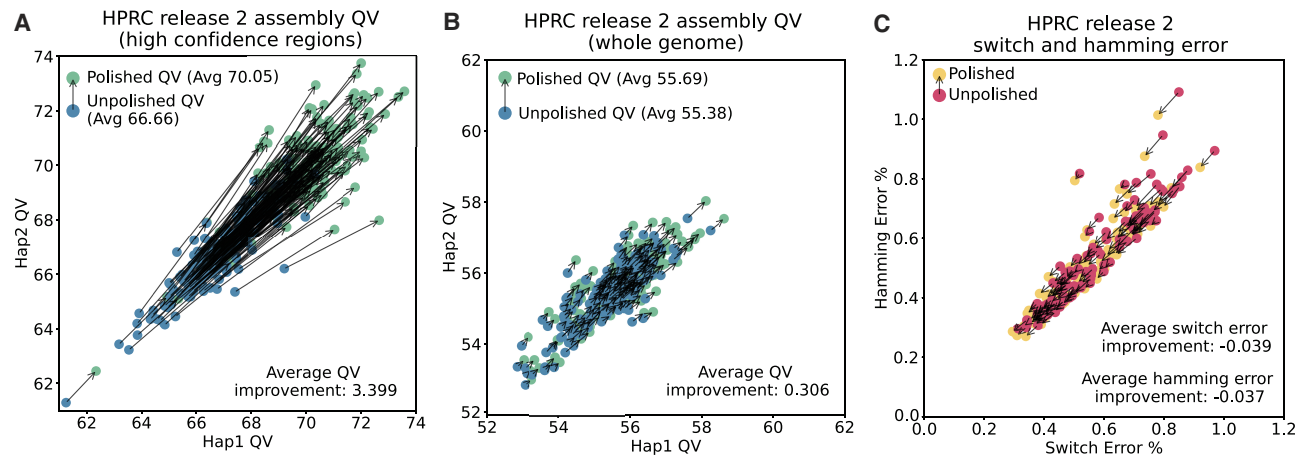 A
HPRC release 2 assembly QV
(high confidence regions)
Polished QV (Avg 70.05)
Unpolished QV
(Avg 66.66)
Average QV
improvement: 3.399
74
72
70
68
66
64
62
62 64 66 68 70 72 74
Hap1 QV
Hap2 QV
B
HPRC release 2 assembly QV
(whole genome)
Polished QV (Avg 55.69)
Unpolished QV (Avg 55.38)
Average QV
improvement: 0.306
62
60
58
56
54
52
52 54 56 58 60 62
Hap1 QV
Hap2 QV
C
HPRC release 2
switch and hamming error
Polished
Unpolished
Average switch error
improvement: -0.039
Average hamming error
improvement: -0.037
1.2
1.0
0.8
0.6
0.4
0.2
0.0
0.0 0.2 0.4 0.6 0.8 1.0 1.2
Switch Error %
Hamming Error %